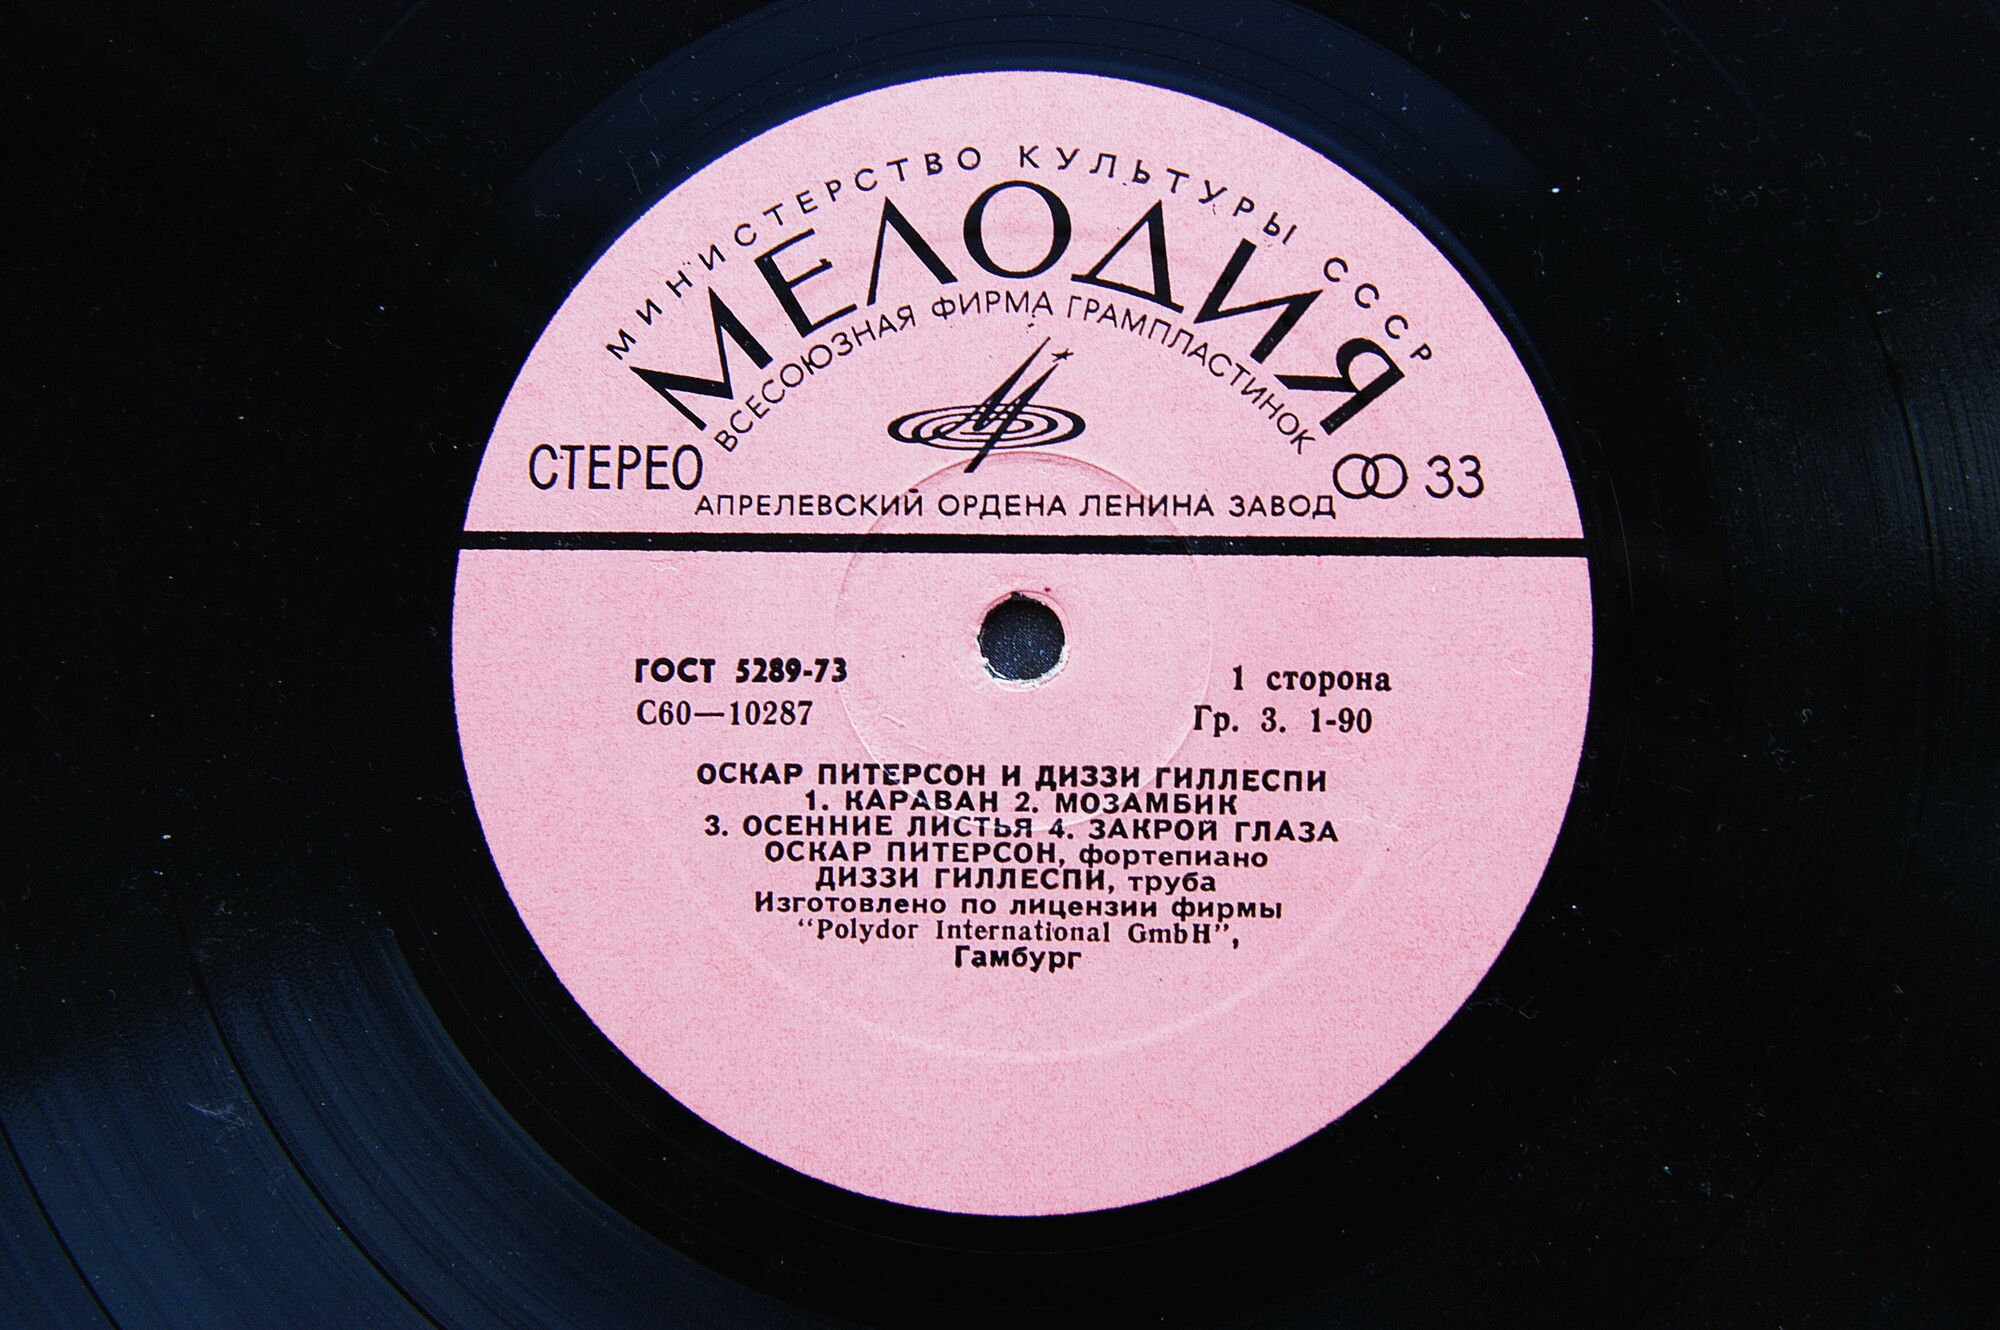 МИНИСТЕРСТВО КУЛЬТУРЫ СССР
МЕЛОДИЯ
ВСЕСОЮЗНАЯ ФИРМА ГРАМПЛАСТИНОК
СТЕРЕО
33
АПРЕЛЕВСКИЙ ОРДЕНА ЛЕНИНА ЗАВОД
ГОСТ 5289-73
1 сторона
С60—10287
Гр. 3. 1-90
ОСКАР ПИТЕРСОН И ДИЗЗИ ГИЛЛЕСПИ
1. КАРАВАН 2. МОЗАМБИК
3. ОСЕННИЕ ЛИСТЬЯ 4. ЗАКРОЙ ГЛАЗА
ОСКАР ПИТЕРСОН, фортепиано
ДИЗЗИ ГИЛЛЕСПИ, труба
Изготовлено по лицензии фирмы
“Polydor International GmbH”,
Гамбург